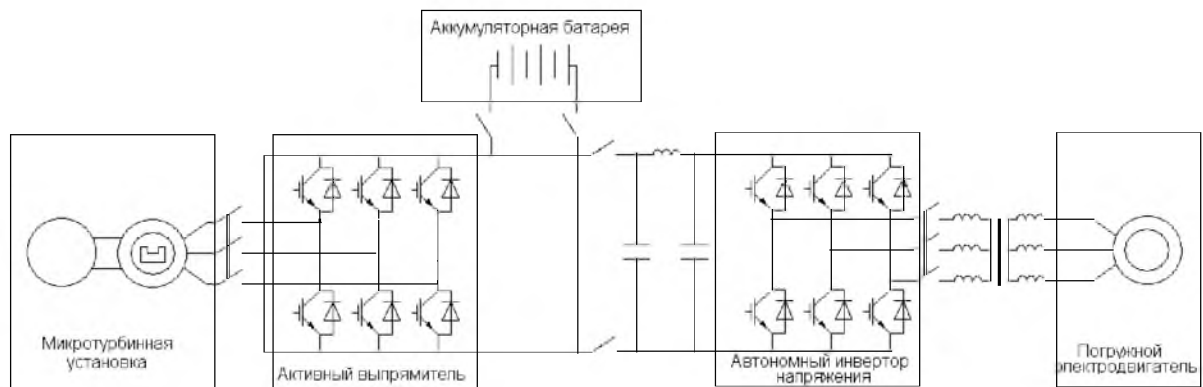 Аккумуляторная батарея
Микротурбинная
установка
Активный выпрямитель
Автономный инвертор
напряжения
Погружной
электродвигатель